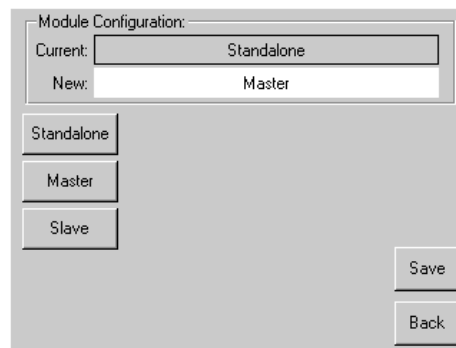 Module Configuration:
Current: Standalone
New: Master
Standalone
Master
Slave
Save
Back